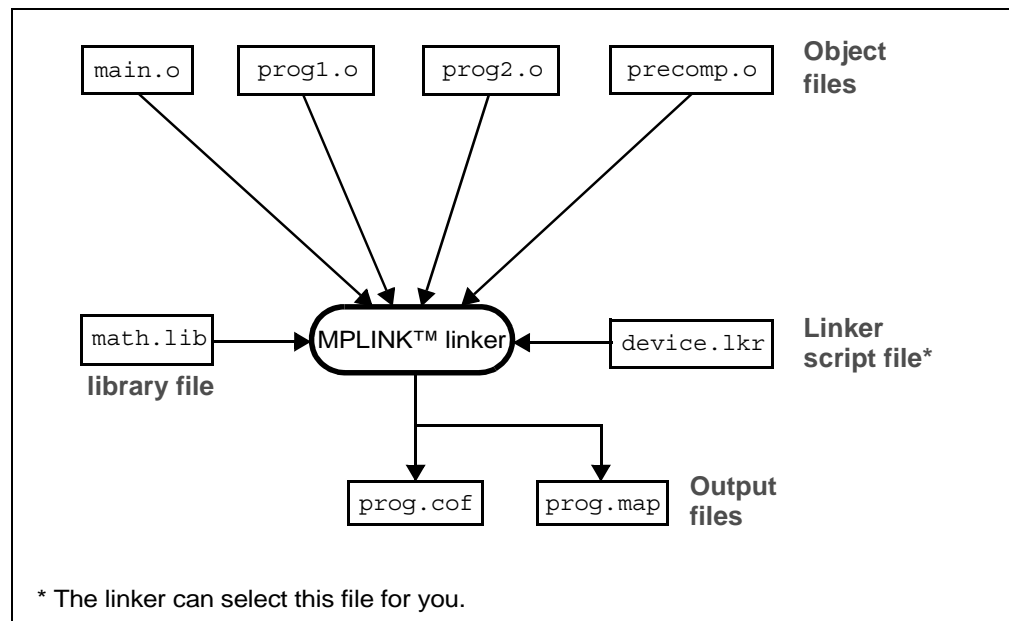 main.o
prog1.o
prog2.o
precomp.o
Object
files
math.lib
library file
MPLINK™ linker
device.lkr
Linker
script file*
prog.cof
prog.map
Output
files
* The linker can select this file for you.